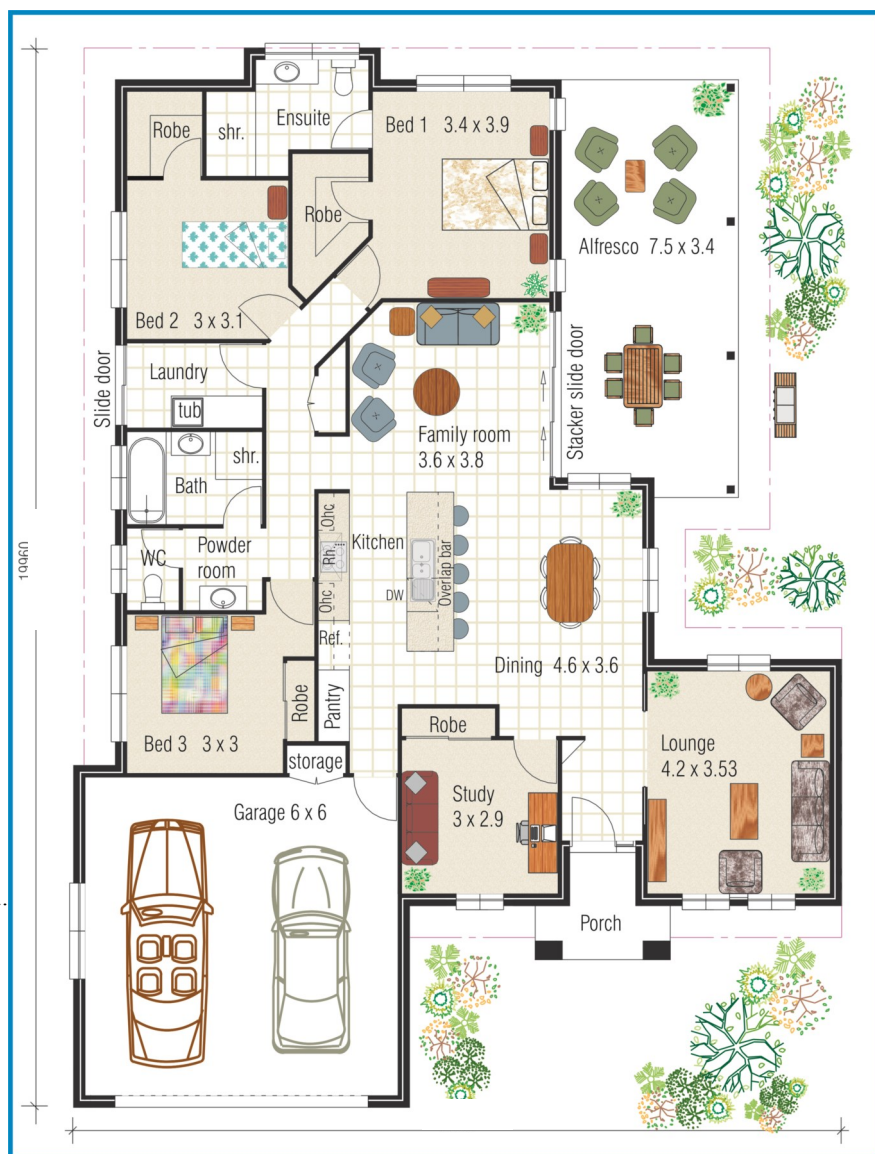 Robe
shr.
Ensuite
Bed 1 3.4 x 3.9
Robe
Alfresco 7.5 x 3.4
Bed 2 3 x 3.1
Slide door
Laundry
tub
Stacker slide door
Family room
3.6 x 3.8
shr.
Bath
Ohc
Kitchen
WC
Powder
room
Rh.
Overlap bar
DW
Ohc
19960
Ref.
Dining 4.6 x 3.6
Robe
Pantry
Robe
Bed 3 3 x 3
Lounge
4.2 x 3.53
storage
Study
3 x 2.9
Garage 6 x 6
Porch